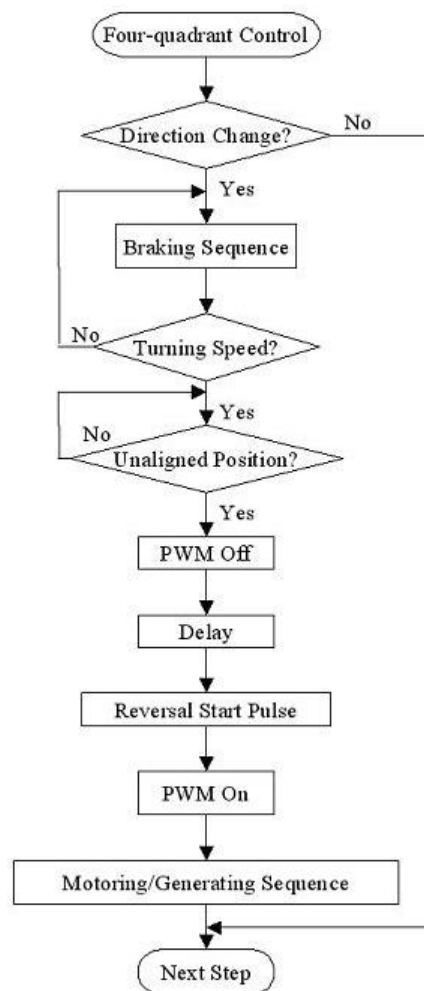 Four-quadrant Control
Direction Change?
No
Yes
Braking Sequence
No
Turning Speed?
Yes
No
Unaligned Position?
Yes
PWM Off
Delay
Reversal Start Pulse
PWM On
Motoring/Generating Sequence
Next Step